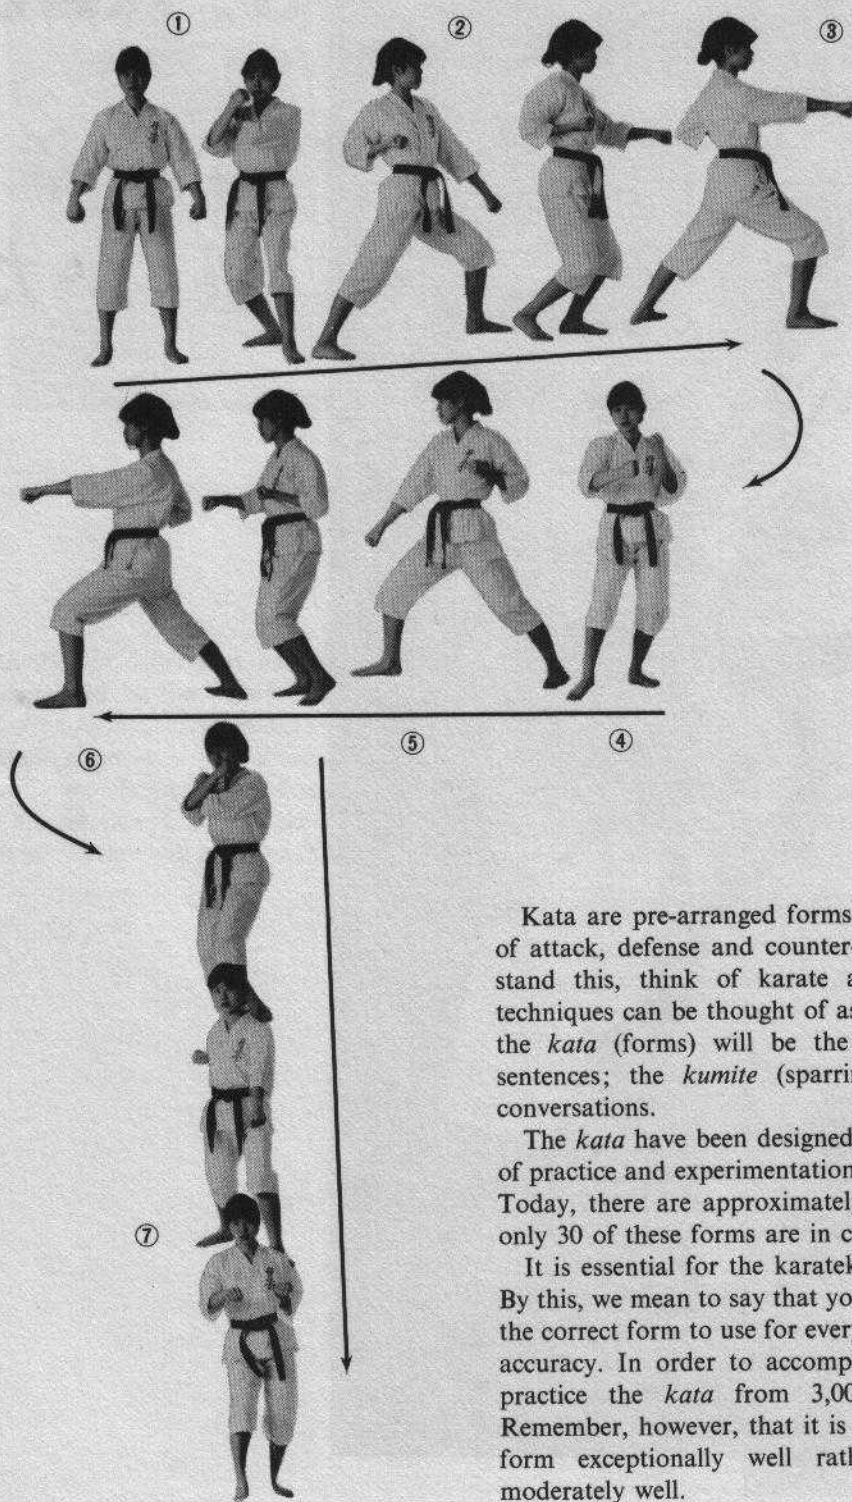 ①
②
③
⑥
⑤
④
⑦
Kata are pre-arranged forms
of attack, defense and counter-
stand this, think of karate a
techniques can be thought of as
the kata (forms) will be the
sentences; the kumite (sparrin
conversations.
The kata have been designed
of practice and experimentation
Today, there are approximatel
only 30 of these forms are in c
It is essential for the karatek
By this, we mean to say that yo
the correct form to use for ever
accuracy. In order to accomp
practice the kata from 3,00
Remember, however, that it is
form exceptionally well rath
moderately well.